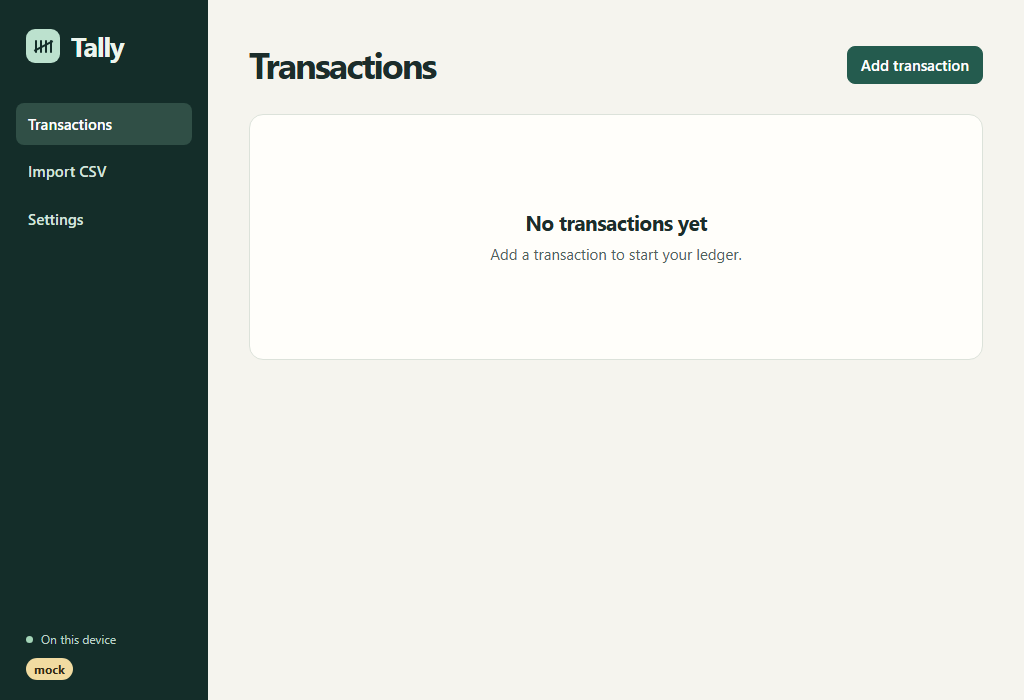 Tally
Transactions
Import CSV
Settings
On this device
mock
Transactions
Add transaction
No transactions yet
Add a transaction to start your ledger.